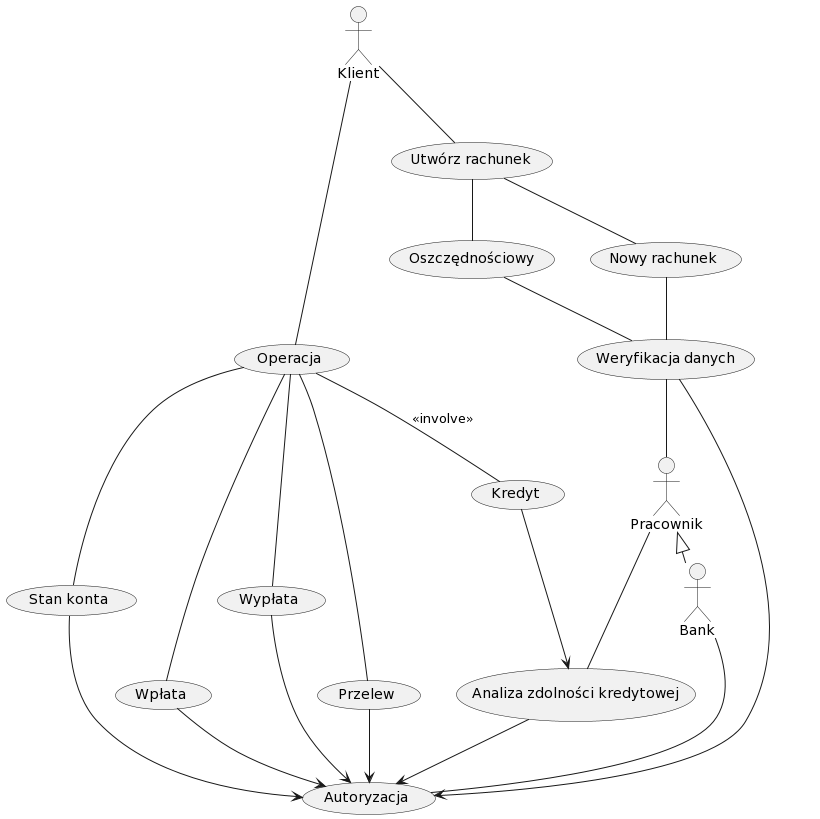 Klient
Utwórz rachunek
Oszczędnościowy
Nowy rachunek
Operacja
Weryfikacja danych
«involve»
Kredyt
Pracownik
Stan konta
Wypłata
Bank
Wpłata
Przelew
Analiza zdolności kredytowej
Autoryzacja